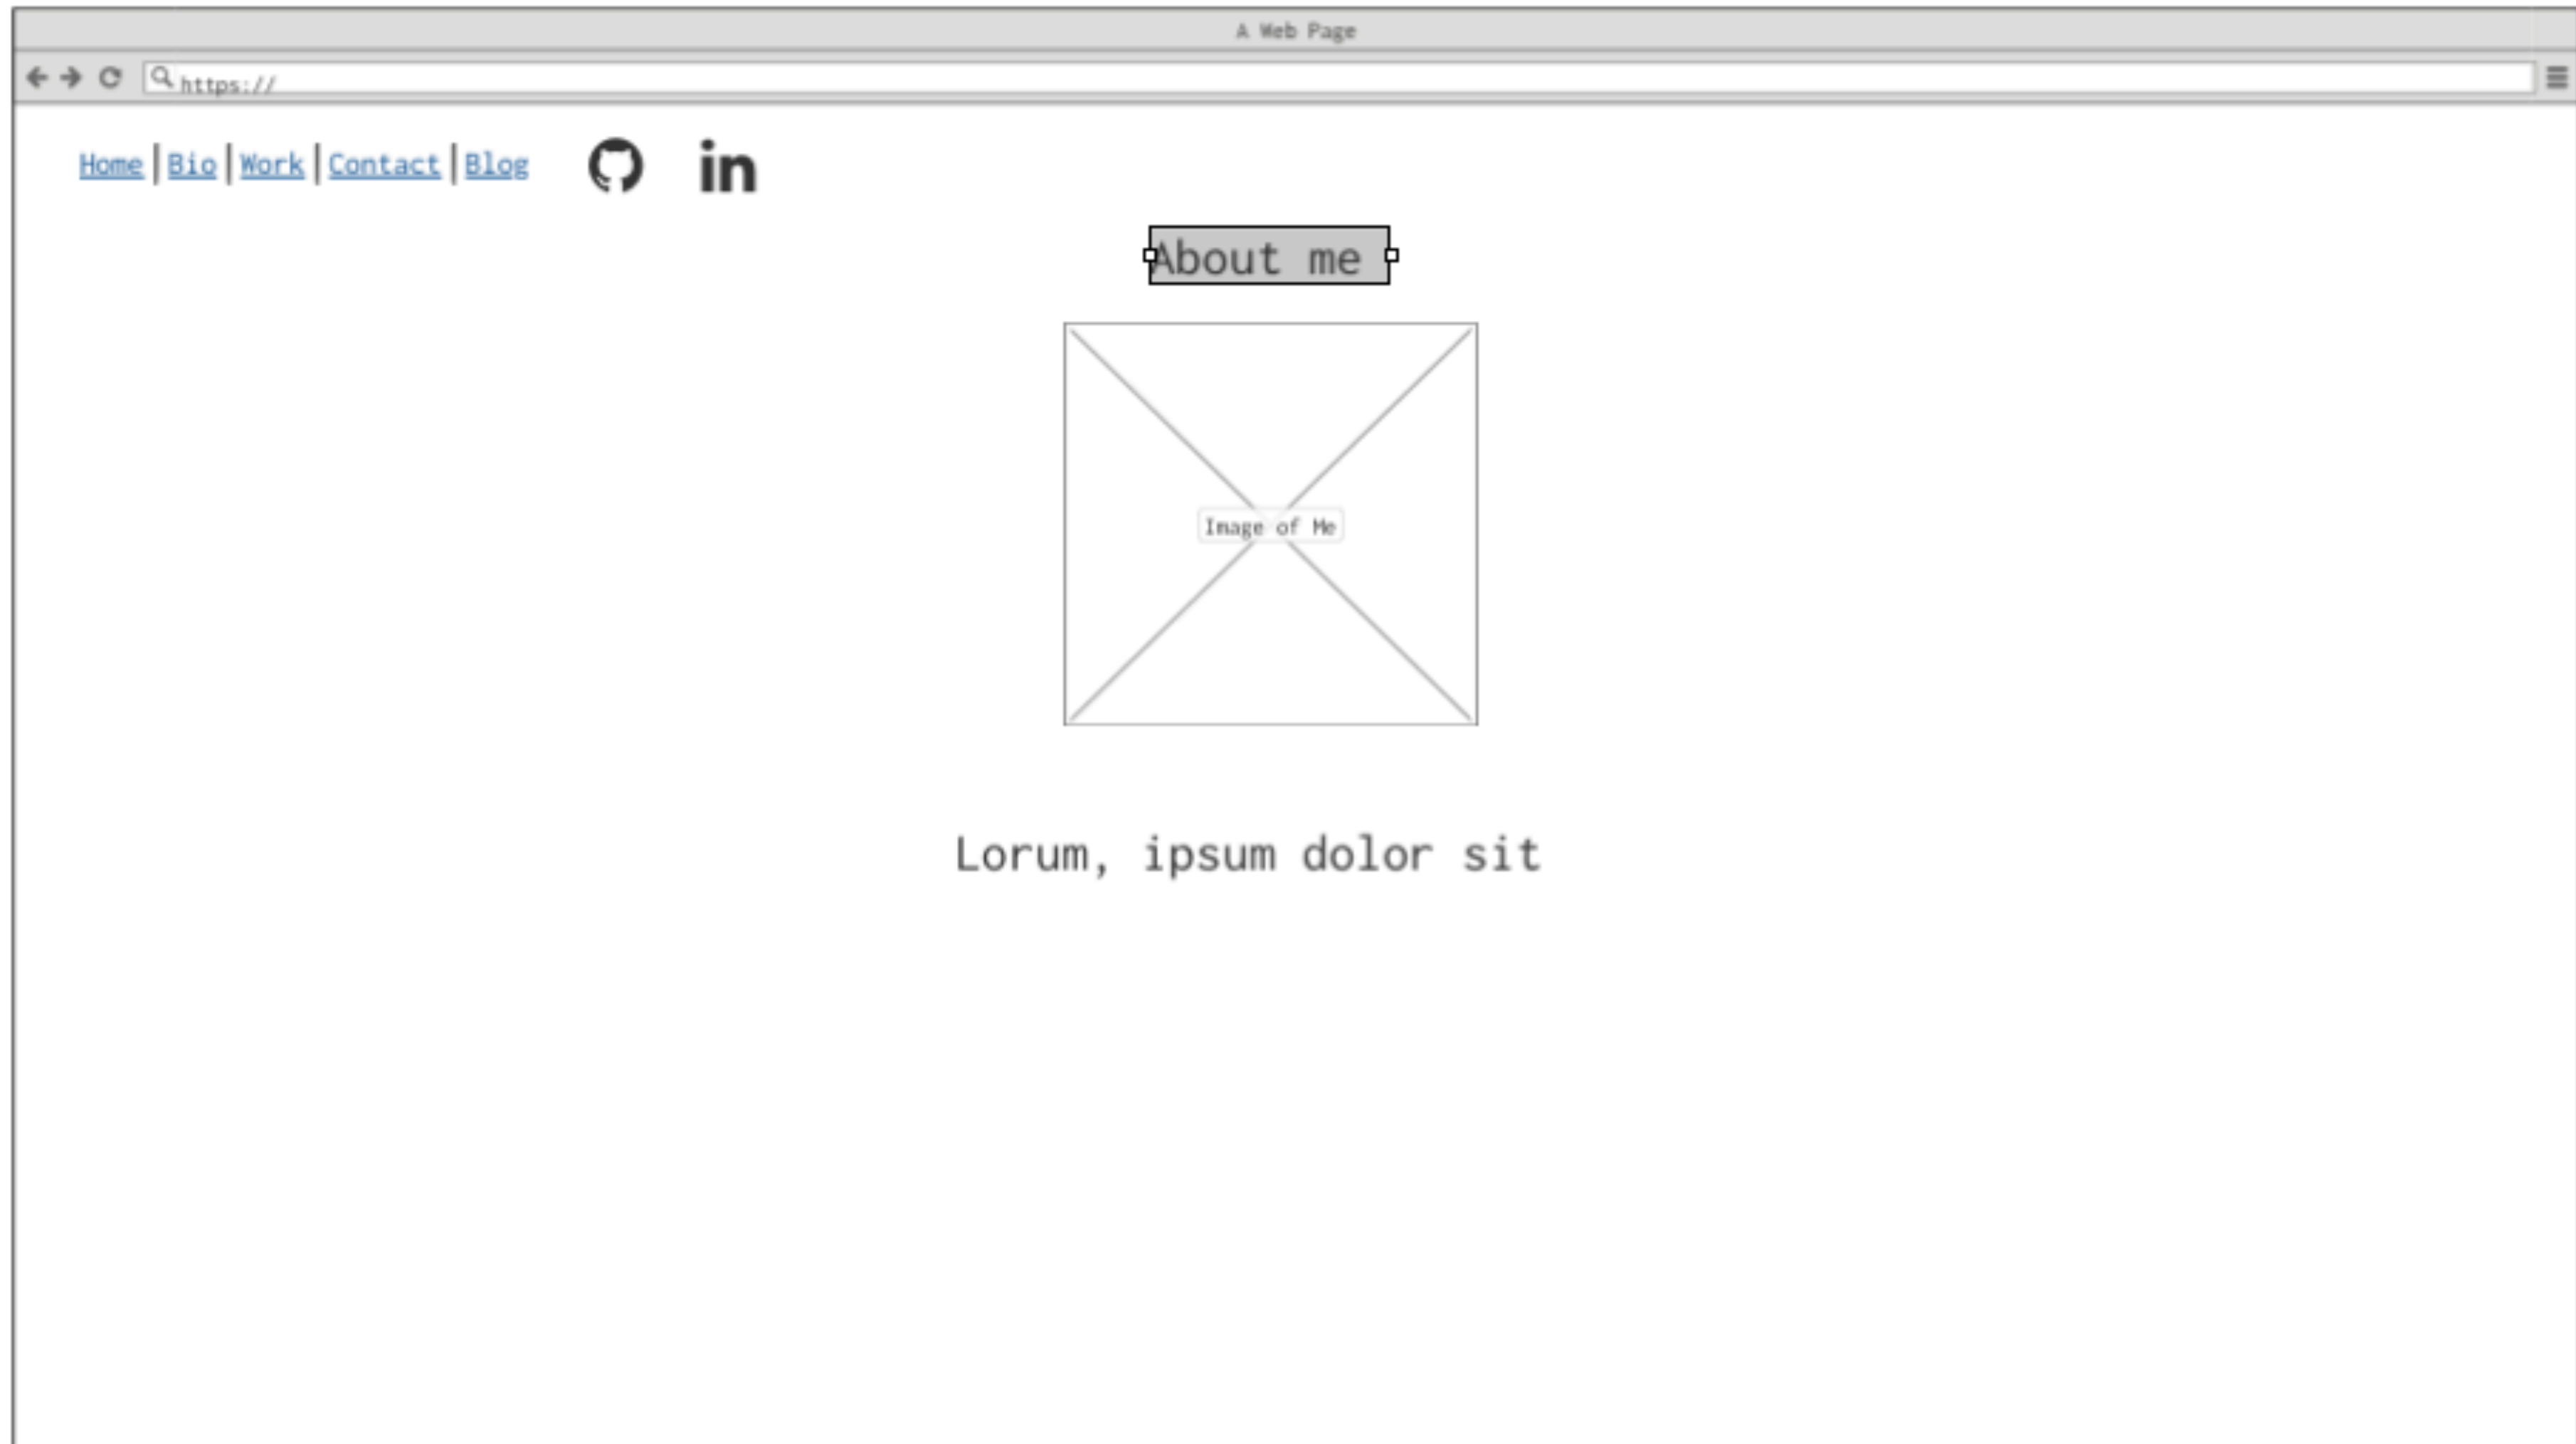 A Web Page
https://
Home | Bio | Work | Contact | Blog in
About me
Image of Me
Lorum, ipsum dolor sit